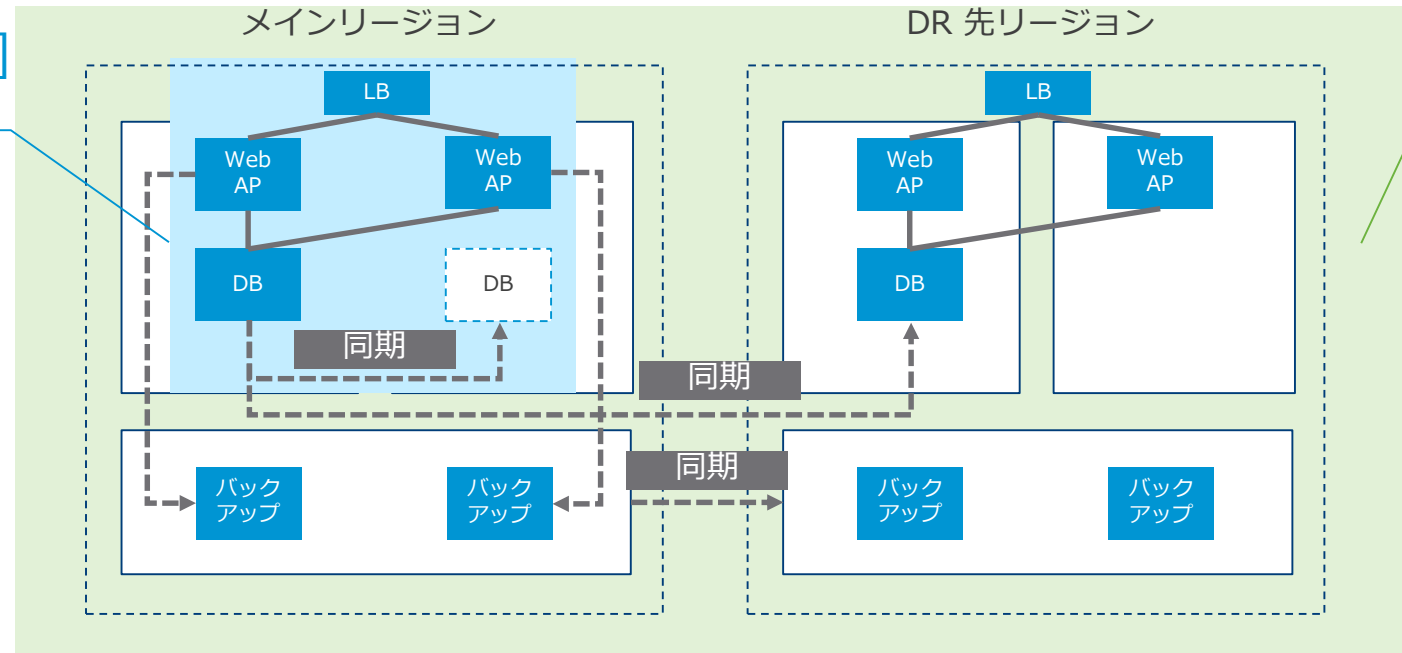 メインリージョン
DR 先リージョン
LB
LB
Web
AP
Web
AP
Web
AP
Web
AP
DB
DB
DB
同期
同期
同期
バック
アップ
バック
アップ
バック
アップ
バック
アップ